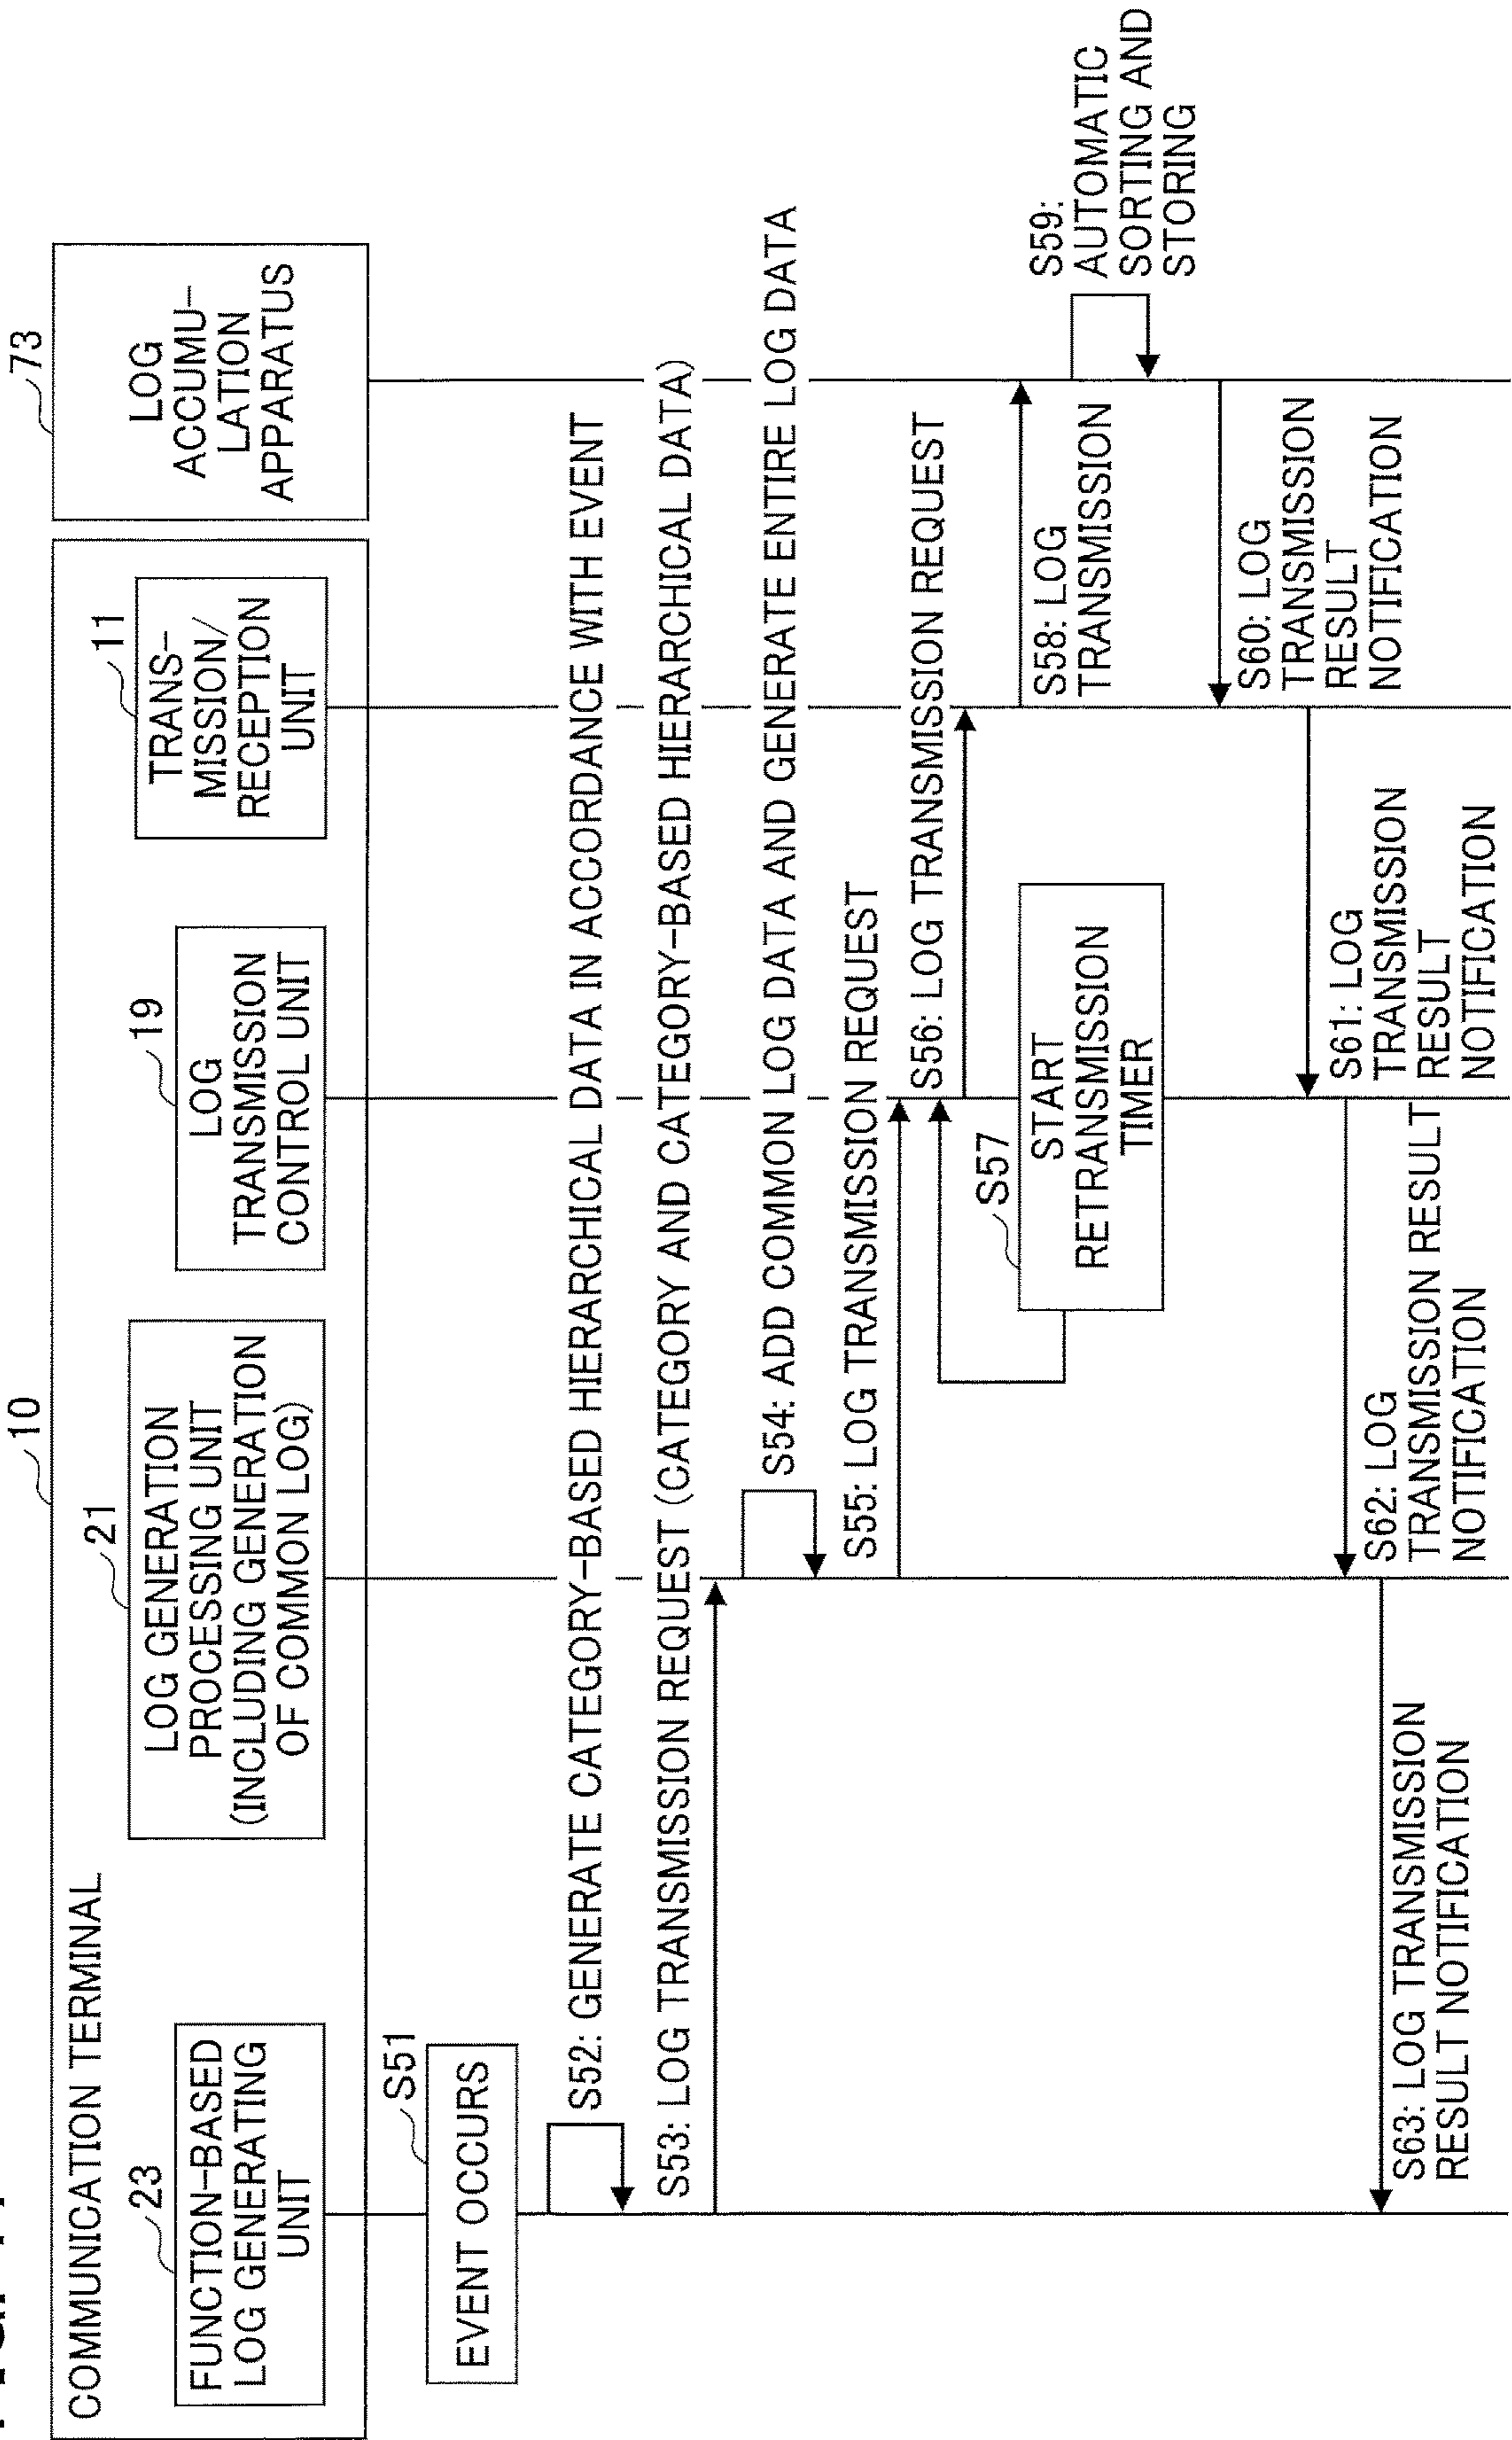 10
73
COMMUNICATION TERMINAL
23
FUNCTION-BASED
LOG GENERATING
UNIT
21
LOG GENERATION
PROCESSING UNIT
(INCLUDING GENERATION
OF COMMON LOG)
19
LOG
TRANSMISSION
CONTROL UNIT
11
TRANS-
MISSION/
RECEPTION
UNIT
LOG
ACCUMU-
LATION
APPARATUS
S51
EVENT OCCURS
S52: GENERATE CATEGORY-BASED HIERARCHICAL DATA IN ACCORDANCE WITH EVENT
S53: LOG TRANSMISSION REQUEST (CATEGORY AND CATEGORY-BASED HIERARCHICAL DATA)
S54: ADD COMMON LOG DATA AND GENERATE ENTIRE LOG DATA
S55: LOG TRANSMISSION REQUEST
S56: LOG TRANSMISSION REQUEST
S57
START
RETRANSMISSION
TIMER
S58: LOG
TRANSMISSION
S59:
AUTOMATIC
SORTING AND
STORING
S60: LOG
TRANSMISSION
RESULT
NOTIFICATION
S61: LOG
TRANSMISSION
RESULT
NOTIFICATION
S62: LOG
TRANSMISSION RESULT
NOTIFICATION
S63: LOG TRANSMISSION
RESULT NOTIFICATION